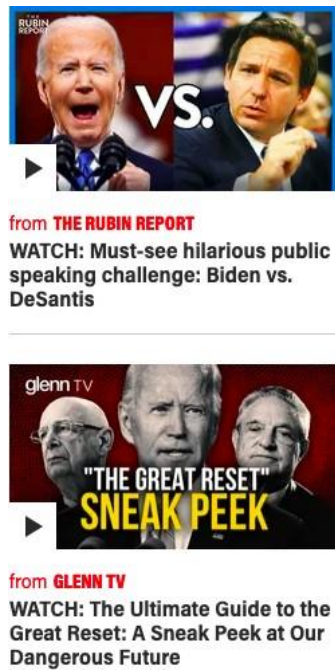 THE
RUBIN
REPORT
VS.
from THE RUBIN REPORT
WATCH: Must-see hilarious public
speaking challenge: Biden vs.
DeSantis
glenn TV
"THE GREAT RESET"
SNEAK PEEK
from GLENN TV
WATCH: The Ultimate Guide to the
Great Reset: A Sneak Peek at Our
Dangerous Future